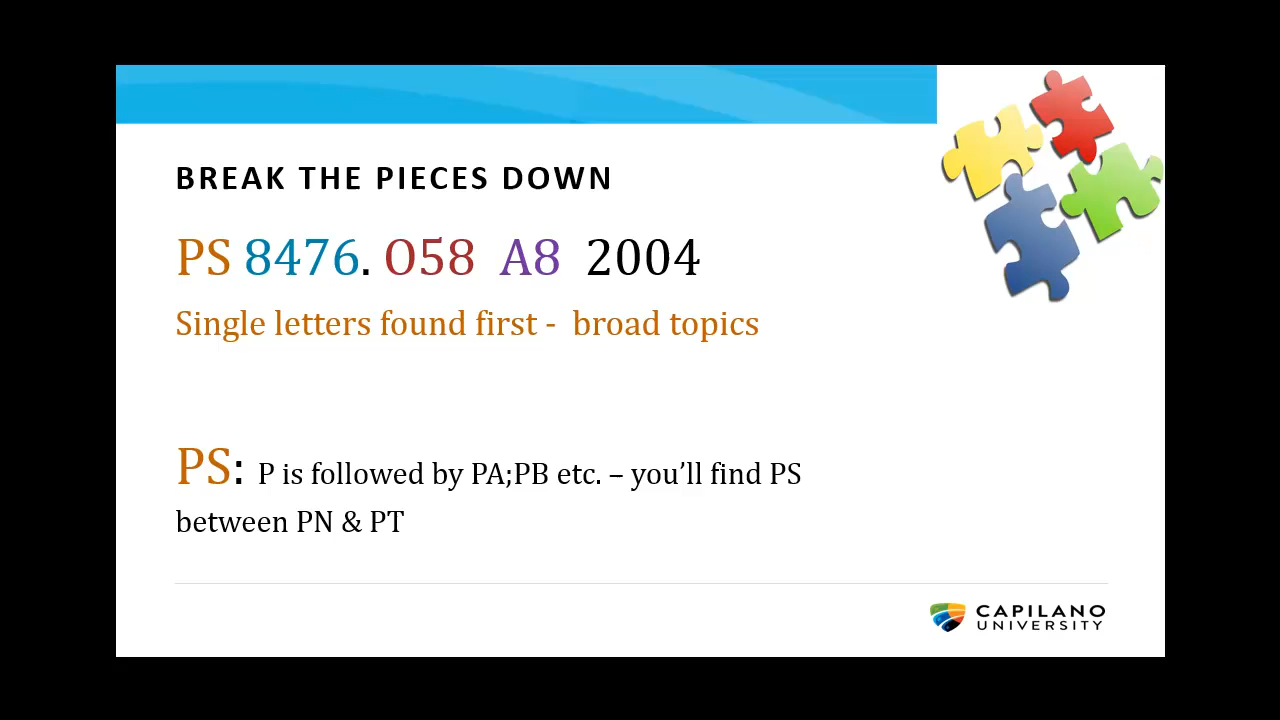 BREAK THE PIECES DOWN
PS 8476. O58 A8 2004
Single letters found first - broad topics
PS: P is followed by PA;PB etc. – you’ll find PS
between PN & PT
CAPILANO
UNIVERSITY